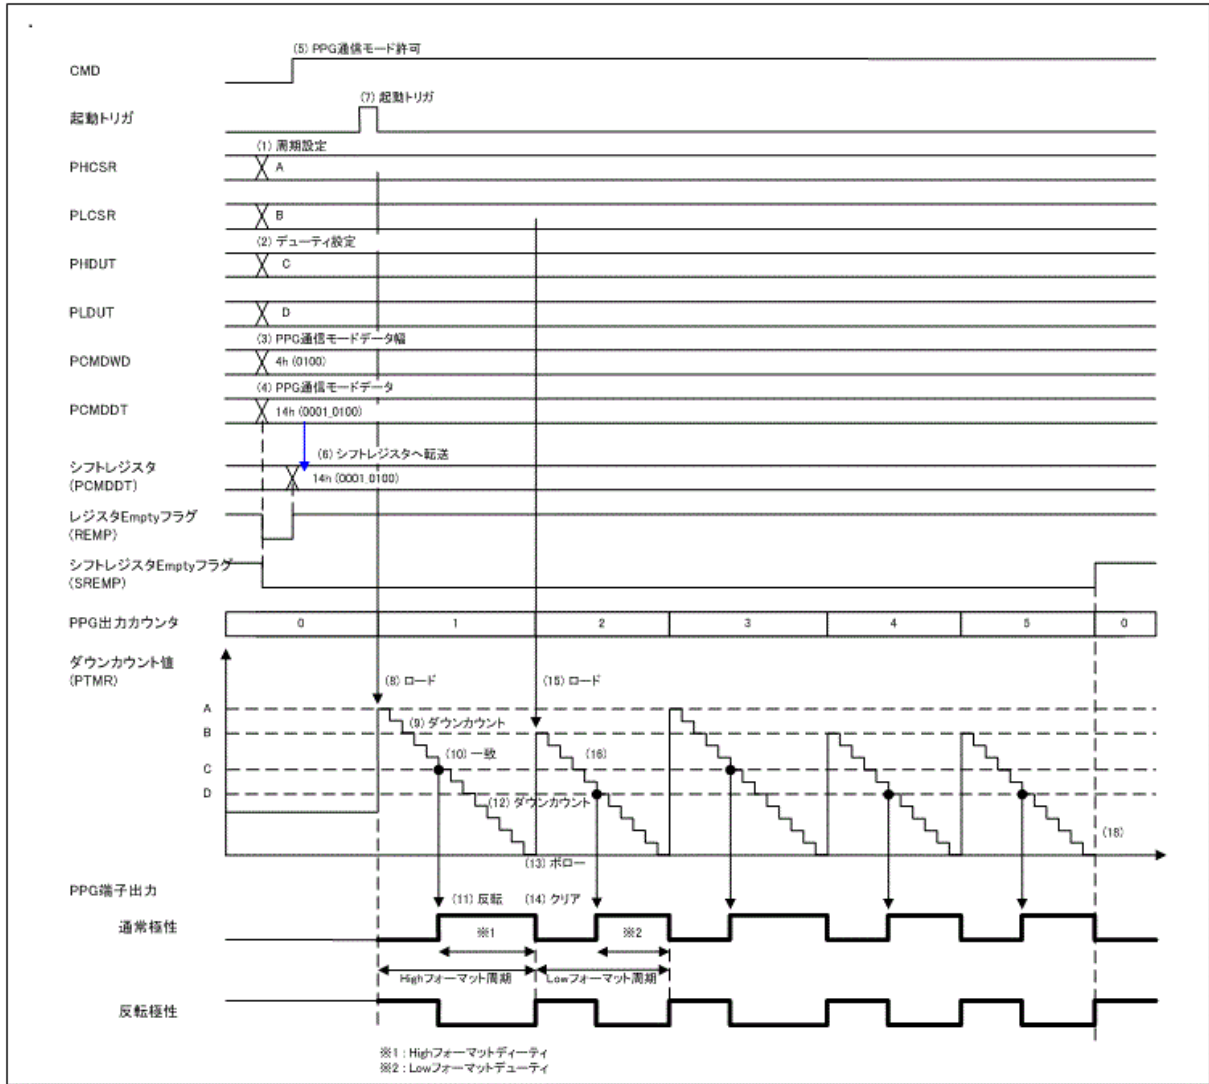 (5) PPG通信モード許可
CMD
(7) 起動トリガ
起動トリガ
(1) 周期設定
PHCSR
A
PLCSR
B
(2) デューティ設定
PHDUT
C
PLDUT
D
(3) PPG通信モードデータ幅
PCMDWD
4h (0100)
(4) PPG通信モードデータ
PCMDDT
14h (0001_0100)
(6) シフトレジスタへ転送
シフトレジスタ
(PCMDDT)
14h (0001_0100)
レジスタEmptyフラグ
(REMP)
シフトレジスタEmptyフラグ
(SREMP)
PPG出力カウンタ
0 1 2 3 4 5 0
ダウンカウント値
(PTMR)
(8) ロード
(15) ロード
A
(9) ダウンカウント
B
(10) 一致
(16)
C
D
(12) ダウンカウント
(18)
(13) ボロー
PPG端子出力
(11) 反転
(14) クリア
通常極性
※1
※2
Highフォーマット周期
Lowフォーマット周期
反転極性
※1 : Highフォーマットディーティ
※2 : Lowフォーマットデューティ